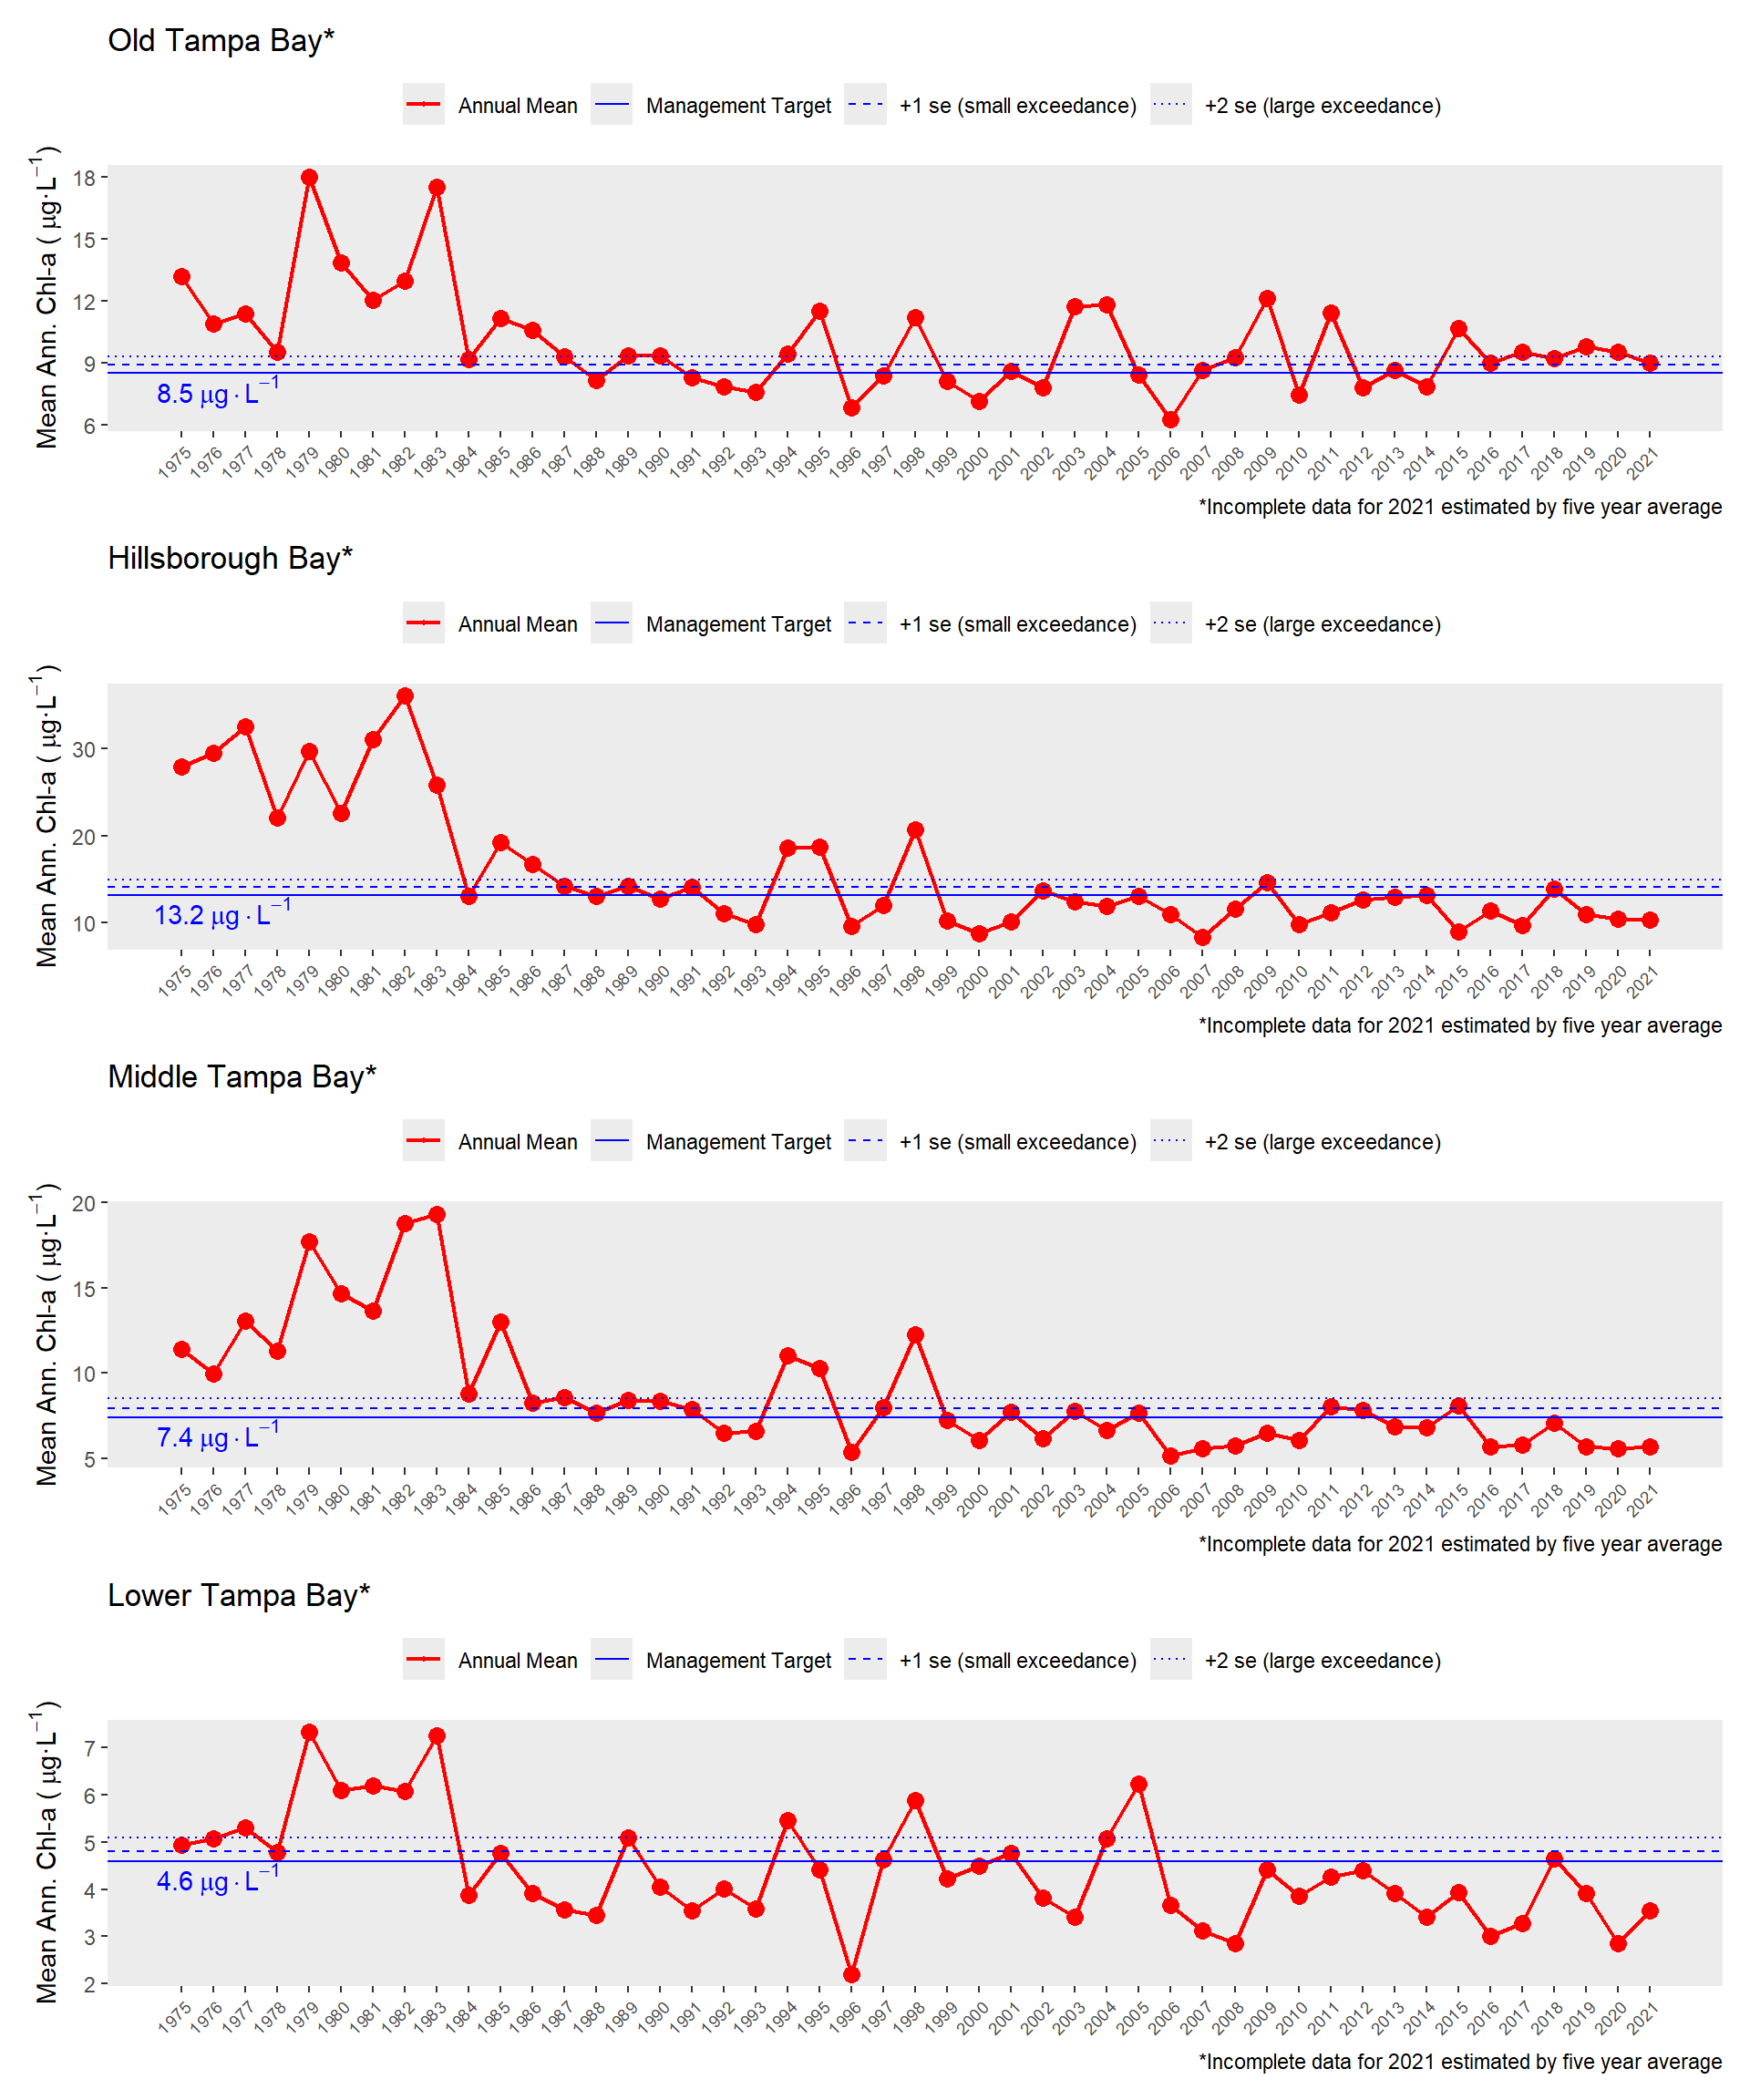 Old Tampa Bay*
Annual Mean Management Target +1 se (small exceedance) +2 se (large exceedance)
Mean Ann. Chl-a ( μg·L⁻¹)
18
15
12
9
6
8.5 μg·L⁻¹
1975 1976 1977 1978 1979 1980 1981 1982 1983 1984 1985 1986 1987 1988 1989 1990 1991 1992 1993 1994 1995 1996 1997 1998 1999 2000 2001 2002 2003 2004 2005 2006 2007 2008 2009 2010 2011 2012 2013 2014 2015 2016 2017 2018 2019 2020 2021
*Incomplete data for 2021 estimated by five year average
Hillsborough Bay*
Annual Mean Management Target +1 se (small exceedance) +2 se (large exceedance)
Mean Ann. Chl-a ( μg·L⁻¹)
30
20
10
13.2 μg·L⁻¹
1975 1976 1977 1978 1979 1980 1981 1982 1983 1984 1985 1986 1987 1988 1989 1990 1991 1992 1993 1994 1995 1996 1997 1998 1999 2000 2001 2002 2003 2004 2005 2006 2007 2008 2009 2010 2011 2012 2013 2014 2015 2016 2017 2018 2019 2020 2021
*Incomplete data for 2021 estimated by five year average
Middle Tampa Bay*
Annual Mean Management Target +1 se (small exceedance) +2 se (large exceedance)
Mean Ann. Chl-a ( μg·L⁻¹)
20
15
10
5
7.4 μg·L⁻¹
1975 1976 1977 1978 1979 1980 1981 1982 1983 1984 1985 1986 1987 1988 1989 1990 1991 1992 1993 1994 1995 1996 1997 1998 1999 2000 2001 2002 2003 2004 2005 2006 2007 2008 2009 2010 2011 2012 2013 2014 2015 2016 2017 2018 2019 2020 2021
*Incomplete data for 2021 estimated by five year average
Lower Tampa Bay*
Annual Mean Management Target +1 se (small exceedance) +2 se (large exceedance)
Mean Ann. Chl-a ( μg·L⁻¹)
7
6
5
4
3
2
4.6 μg·L⁻¹
1975 1976 1977 1978 1979 1980 1981 1982 1983 1984 1985 1986 1987 1988 1989 1990 1991 1992 1993 1994 1995 1996 1997 1998 1999 2000 2001 2002 2003 2004 2005 2006 2007 2008 2009 2010 2011 2012 2013 2014 2015 2016 2017 2018 2019 2020 2021
*Incomplete data for 2021 estimated by five year average